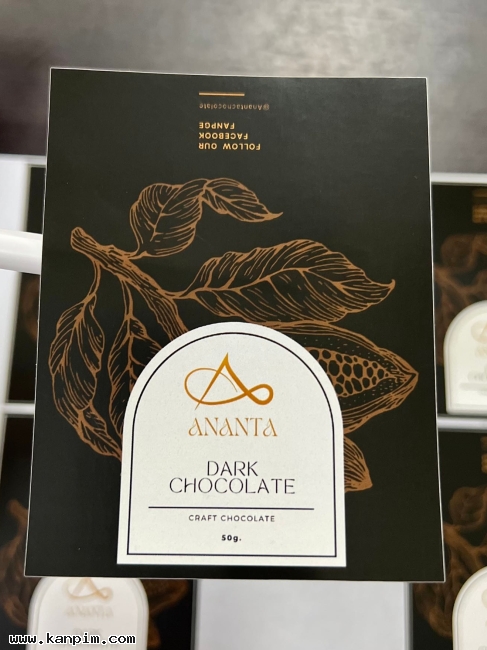 @Anantachocolate
FOLLOW OUR
FACEBOOK
FANPGE
ANANTA
DARK
CHOCOLATE
CRAFT CHOCOLATE
50g.
ANANTA
www.kanpim.com